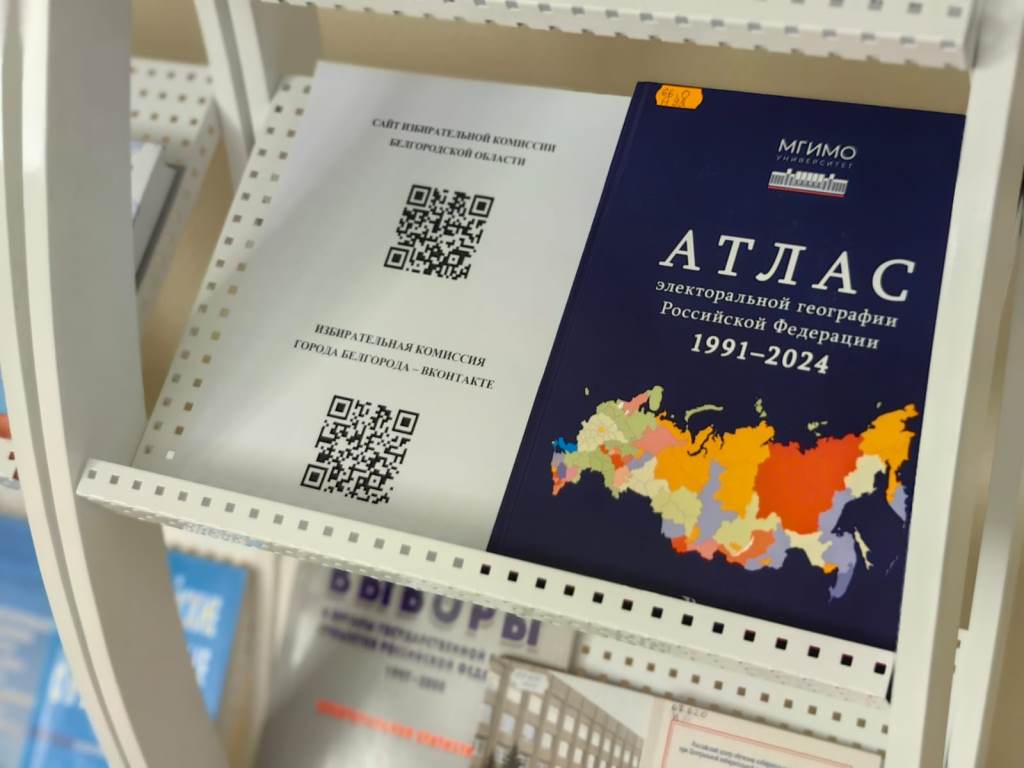 САЙТ ИЗБИРАТЕЛЬНОЙ КОМИССИИ
БЕЛГОРОДСКОЙ ОБЛАСТИ
ИЗБИРАТЕЛЬНАЯ КОМИССИЯ
ГОРОДА БЕЛГОРОДА – ВКОНТАКТЕ
МГИМО
УНИВЕРСИТЕТ
АТЛАС
электоральной географии
Российской Федерации
1991–2024
ВЫБОРЫ